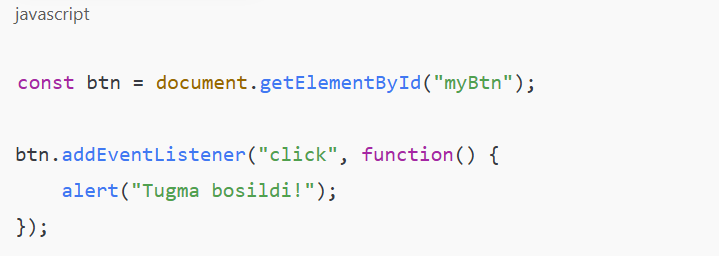 javascript
const btn = document.getElementById("myBtn");
btn.addEventListener("click", function() {
    alert("Tugma bosildi!");
});